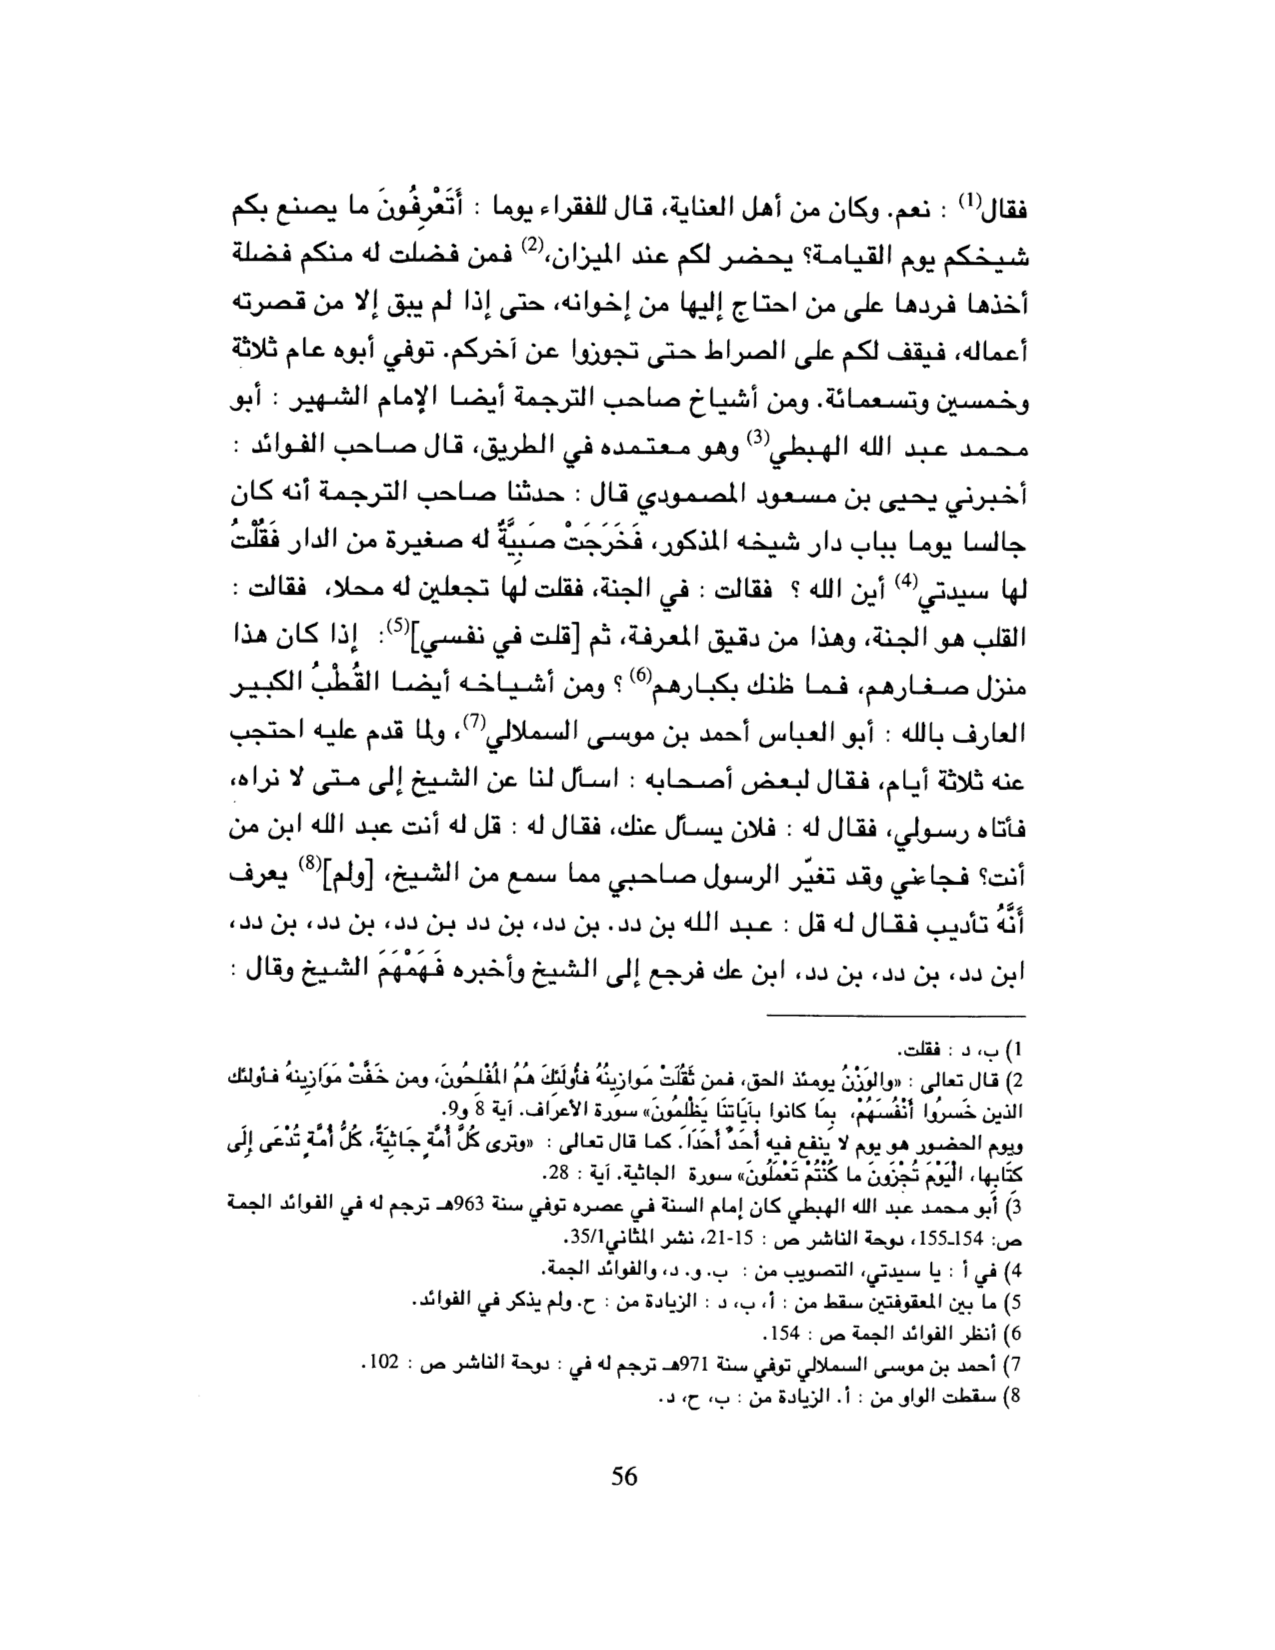 فقال(1) : نعم. وكان من أهل العناية، قال للفقراء يوما : أَتَعْرِفُونَ ما يصنع بكم
شيخكم يوم القيامة؟ يحضر لكم عند الميزان،(2) فمن فضلت له منكم فضلة
أخذها فردها على من احتاج إليها من إخوانه، حتى إذا لم يبق إلا من قصرته
أعماله، فيقف لكم على الصراط حتى تجوزوا عن آخركم. توفي أبوه عام ثلاثة
وخمسين وتسعمائة. ومن أشياخ صاحب الترجمة أيضا الإمام الشهير : أبو
محمد عبد الله الهبطي(3) وهو معتمده في الطريق، قال صاحب الفوائد :
أخبرني يحيى بن مسعود المصمودي قال : حدثنا صاحب الترجمة أنه كان
جالسا يوما بباب دار شيخه المذكور، فَخَرَجَتْ صَبِيَّةٌ له صغيرة من الدار فَقُلْتُ
لها سيدتي(4) أين الله ؟ فقالت : في الجنة، فقلت لها تجعلين له محلا، فقالت :
القلب هو الجنة، وهذا من دقيق المعرفة، ثم [قلت في نفسي](5): إذا كان هذا
منزل صغارهم، فما ظنك بكبارهم(6) ؟ ومن أشياخه أيضا القُطْبُ الكبير
العارف بالله : أبو العباس أحمد بن موسى السملالي(7)، ولما قدم عليه احتجب
عنه ثلاثة أيام، فقال لبعض أصحابه : اسأل لنا عن الشيخ إلى متى لا نراه،
فأتاه رسولي، فقال له : فلان يسأل عنك، فقال له : قل له أنت عبد الله ابن من
أنت؟ فجاءني وقد تغيّر الرسول صاحبي مما سمع من الشيخ، [ولم](8) يعرف
أَنَّهُ تأديب فقال له قل : عبد الله بن دد. بن دد، بن دد بن دد، بن دد، بن دد،
ابن دد، بن دد، بن دد، ابن عك فرجع إلى الشيخ وأخبره فَهَمْهَمَ الشيخ وقال :
1) ب، د : فقلت.
2) قال تعالى : «والوَزْنُ يومئذ الحق، فمن ثَقُلَتْ مَوازِينُهُ فأُولَئكَ هُمُ المُفْلحُونَ، ومن خَفَّتْ مَوَازِينهُ فأولئك
الذين خَسرُوا أَنْفُسَهُمْ، بِمَا كانوا بآيَاتنَا يَظْلمُونَ» سورة الأعراف. آية 8 و9.
ويوم الحضور هو يوم لا ينفع فيه أَحَدٌ أَحَدَا. كما قال تعالى : «وترى كُلَّ أُمَّةٍ جَاثيَةً، كُلُّ أُمَّةٍ تُدْعَى إِلَى
كتَابِها، الْيَوْمَ تُجْزَونَ ما كُنْتُمْ تَعْمَلُونَ» سورة الجاثية. آية : 28.
3) أبو محمد عبد الله الهبطي كان إمام السنة في عصره توفي سنة 963هـ ترجم له في الفوائد الجمة
ص: 154-155، دوحة الناشر ص : 15-21، نشر المثاني35/1.
4) في أ : يا سيدتي، التصويب من : ب. و. د، والفوائد الجمة.
5) ما بين المعقوفتين سقط من : أ، ب، د : الزيادة من : ح. ولم يذكر في الفوائد.
6) أنظر الفوائد الجمة ص : 154.
7) أحمد بن موسى السملالي توفي سنة 971هـ ترجم له في : دوحة الناشر ص : 102.
8) سقطت الواو من : أ. الزيادة من : ب، ح، د.
56